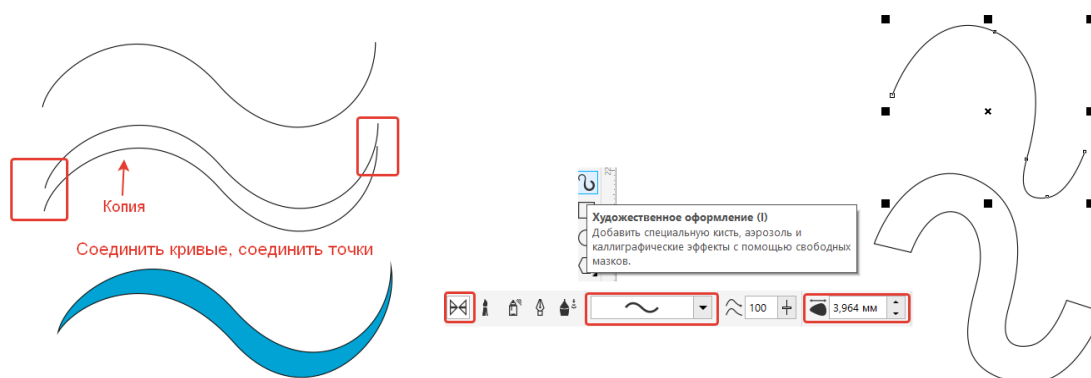 Копия
Соединить кривые, соединить точки
22
Художественное оформление (I)
Добавить специальную кисть, аэрозоль и
каллиграфические эффекты с помощью свободных
мазков.
100
3,964 мм